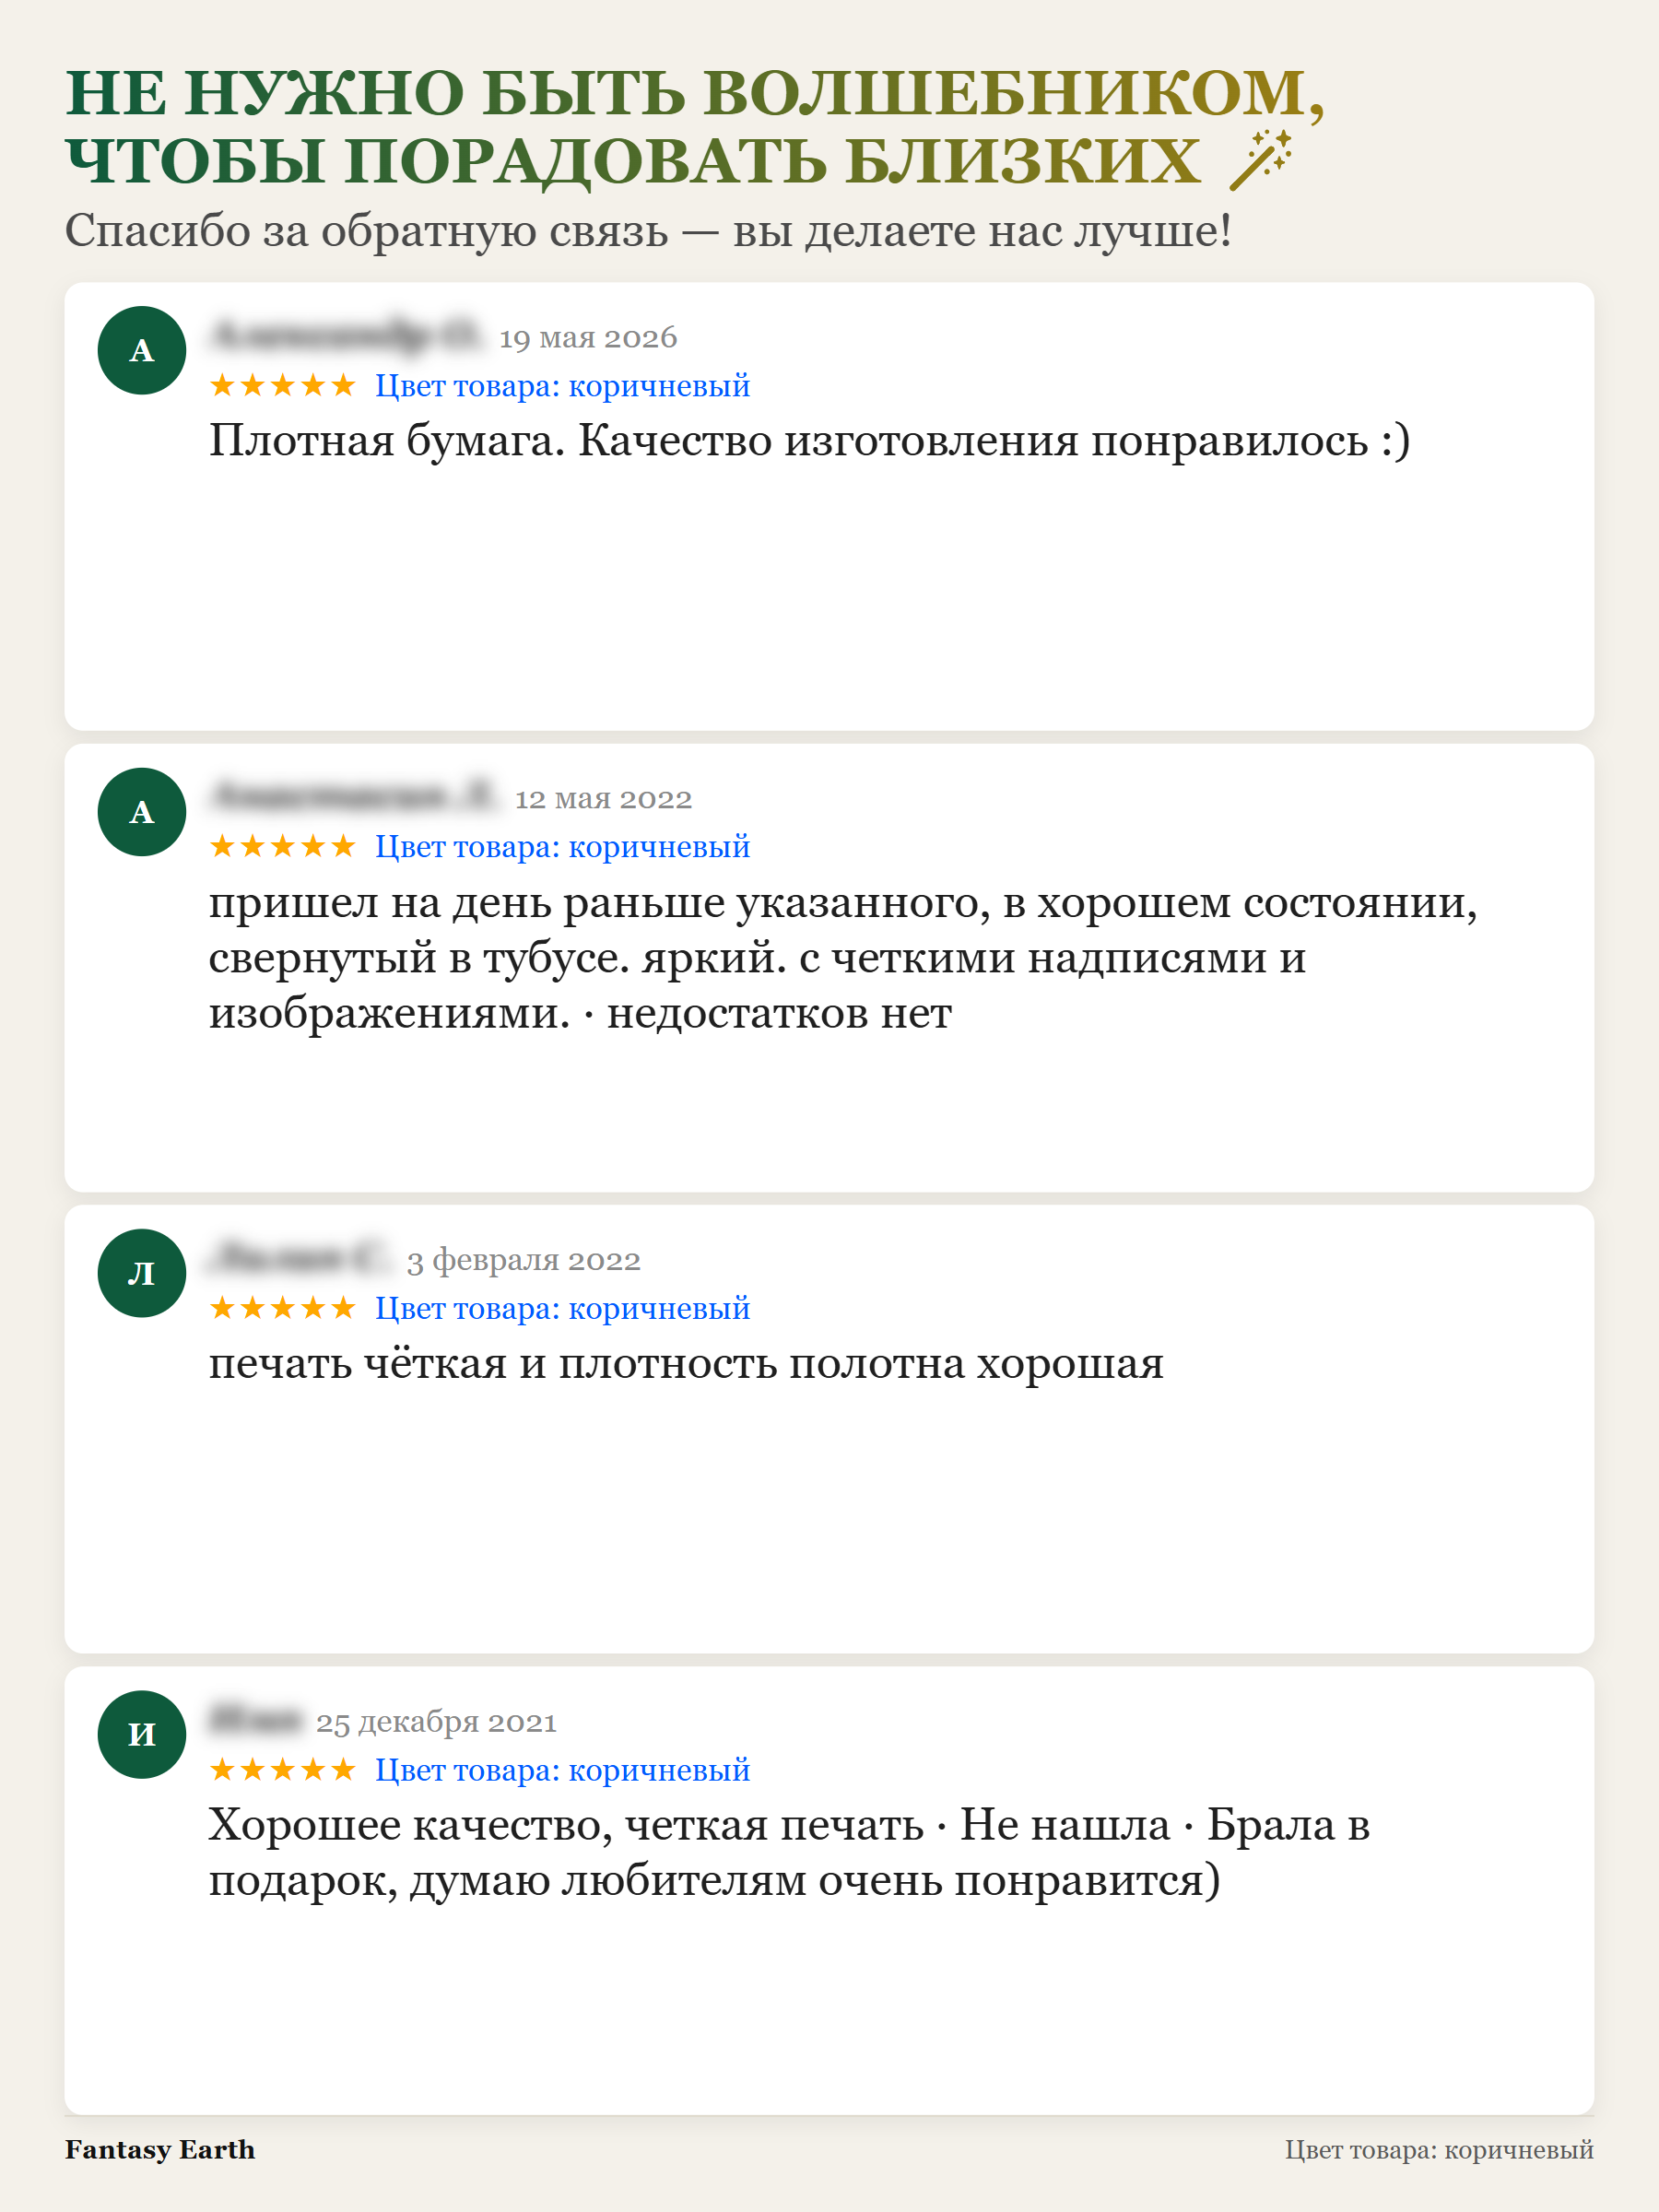 НЕ НУЖНО БЫТЬ ВОЛШЕБНИКОМ,
ЧТОБЫ ПОРАДОВАТЬ БЛИЗКИХ
Спасибо за обратную связь — вы делаете нас лучше!
А
19 мая 2026
★★★★★ Цвет товара: коричневый
Плотная бумага. Качество изготовления понравилось :)
А
12 мая 2022
★★★★★ Цвет товара: коричневый
пришел на день раньше указанного, в хорошем состоянии,
свернутый в тубусе. яркий. с четкими надписями и
изображениями. · недостатков нет
Л
3 февраля 2022
★★★★★ Цвет товара: коричневый
печать чёткая и плотность полотна хорошая
И
25 декабря 2021
★★★★★ Цвет товара: коричневый
Хорошее качество, четкая печать · Не нашла · Брала в
подарок, думаю любителям очень понравится)
Fantasy Earth
Цвет товара: коричневый